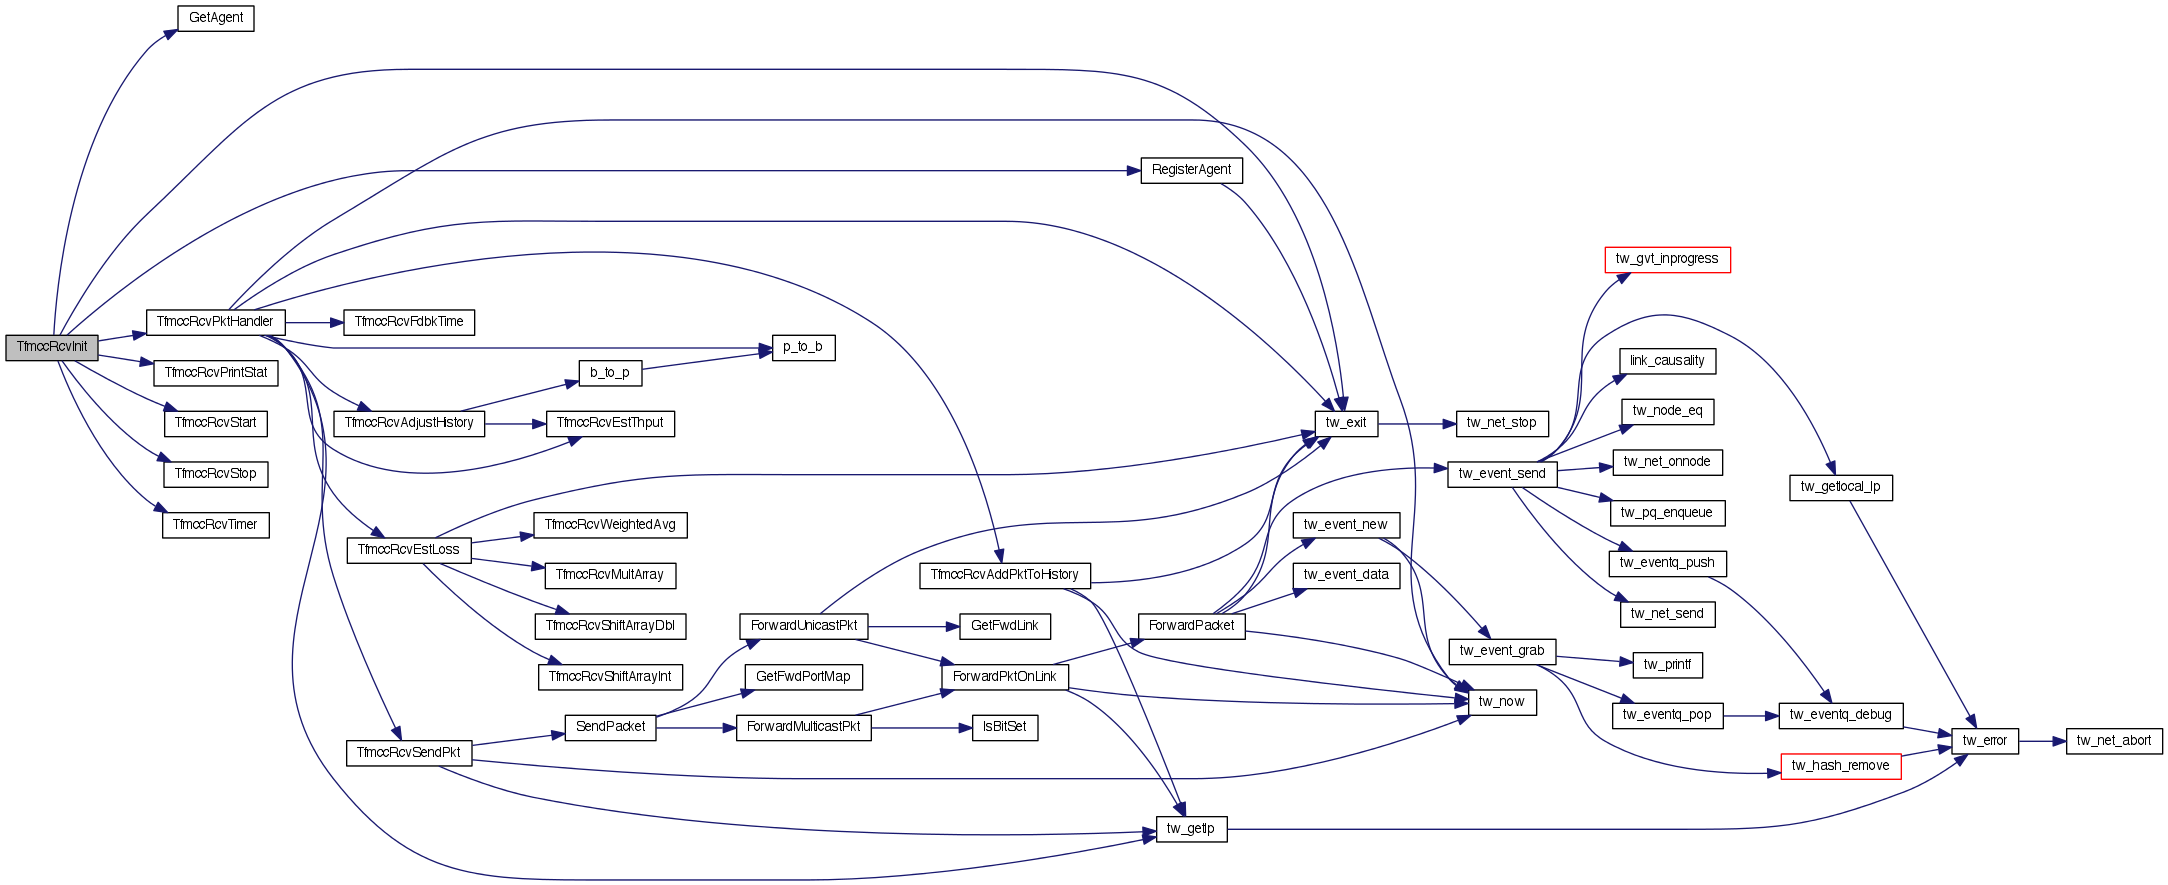 GetAgent
RegisterAgent
tw_gvt_inprogress
TfmccRcvPktHandler
TfmccRcvFdbkTime
TfmccRcvInit
p_to_b
link_causality
TfmccRcvPrintStat
b_to_p
tw_node_eq
TfmccRcvStart
TfmccRcvAdjustHistory
TfmccRcvEstThput
tw_exit
tw_net_stop
tw_net_onnode
TfmccRcvStop
tw_event_send
tw_getlocal_lp
tw_pq_enqueue
TfmccRcvTimer
TfmccRcvWeightedAvg
tw_event_new
TfmccRcvEstLoss
tw_eventq_push
TfmccRcvMultArray
TfmccRcvAddPktToHistory
tw_event_data
tw_net_send
TfmccRcvShiftArrayDbl
ForwardUnicastPkt
GetFwdLink
ForwardPacket
tw_event_grab
tw_printf
TfmccRcvShiftArrayInt
GetFwdPortMap
ForwardPktOnLink
tw_now
tw_eventq_pop
tw_eventq_debug
SendPacket
ForwardMulticastPkt
IsBitSet
tw_error
tw_net_abort
TfmccRcvSendPkt
tw_hash_remove
tw_getlp